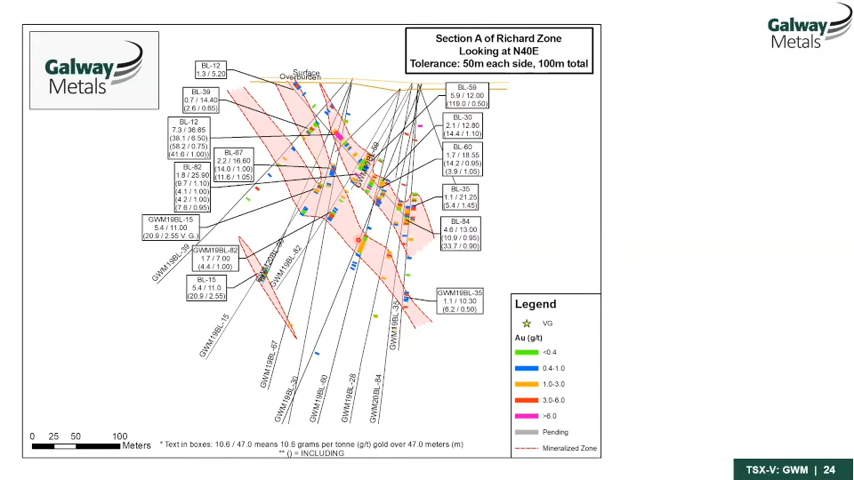 Galway
Metals
Section A of Richard Zone
Looking at N40E
Tolerance: 50m each side, 100m total
Galway
Metals
BL-12
1.3 / 5.20
Surface
Overburden
BL-39
0.7 / 14.40
(2.6 / 0.65)
BL-12
7.3 / 36.65
(38.1 / 6.50)
(58.2 / 0.75)
(41.6 / 1.00))
BL-67
2.2 / 16.60
(14.0 / 1.00)
(11.6 / 1.05)
BL-82
1.8 / 25.90
(9.7 / 1.10)
(4.1 / 1.00)
(4.2 / 1.00)
(7.6 / 0.95)
GWM19BL-15
5.4 / 11.00
(20.9 / 2.55 V. G.)
GWM19BL-82
1.7 / 7.00
(4.4 / 1.00)
BL-15
5.4 / 11.0
(20.9 / 2.55)
BL-59
5.9 / 12.00
(119.0 / 0.50)
BL-30
2.1 / 12.80
(14.4 / 1.10)
BL-60
1.7 / 18.55
(14.2 / 0.95)
(3.9 / 1.05)
BL-35
1.1 / 21.25
(5.4 / 1.45)
BL-84
4.6 / 13.00
(10.9 / 0.95)
(33.7 / 0.90)
GWM19BL-35
1.1 / 10.30
(6.2 / 0.50)
GWM19BL-39
GWM19BL-82
GWM19BL-15
GWM19BL-67
GWM19BL-30
GWM19BL-60
GWM19BL-28
GWM20BL-84
GWM19BL-35
Legend
VG
Au (g/t)
<0.4
0.4-1.0
1.0-3.0
3.0-6.0
>6.0
Pending
Mineralized Zone
0 25 50 100
Meters
* Text in boxes: 10.6 / 47.0 means 10.6 grams per tonne (g/t) gold over 47.0 meters (m)
** () = INCLUDING
TSX-V: GWM | 24